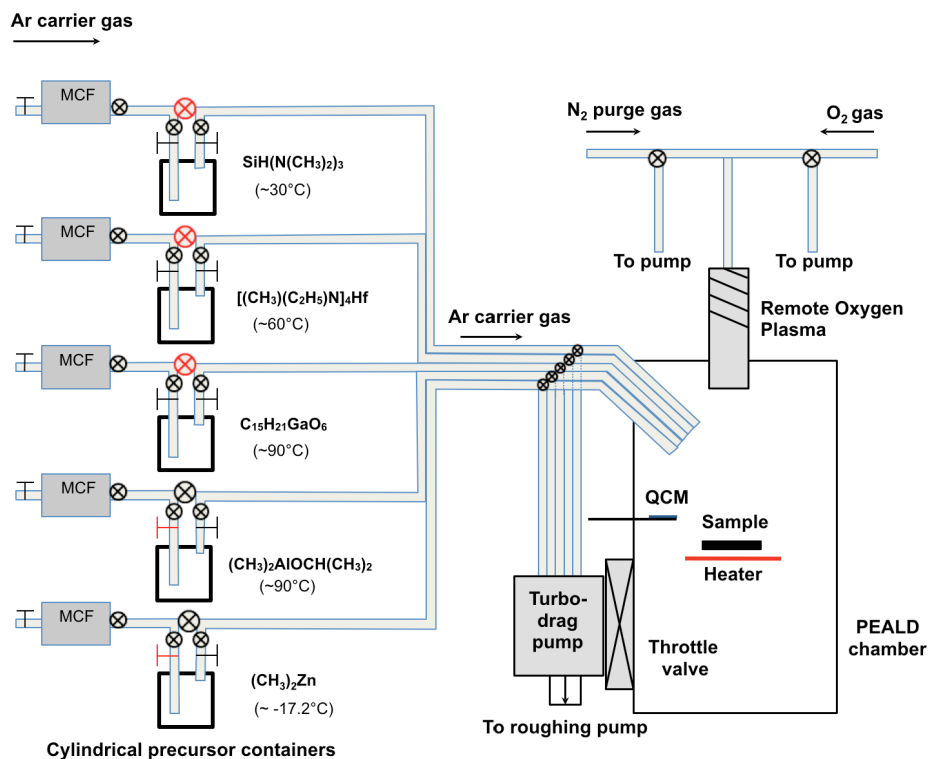 Ar carrier gas
MCF
SiH(N(CH₃)₂)₃
(~30°C)
MCF
[(CH₃)(C₂H₅)N]₄Hf
(~60°C)
MCF
C₁₅H₂₁GaO₆
(~90°C)
MCF
(CH₃)₂AlOCH(CH₃)₂
(~90°C)
MCF
(CH₃)₂Zn
(~ -17.2°C)
Cylindrical precursor containers
Ar carrier gas
N₂ purge gas
O₂ gas
To pump
To pump
Remote Oxygen
Plasma
QCM
Sample
Heater
Turbo-
drag
pump
Throttle
valve
PEALD
chamber
To roughing pump